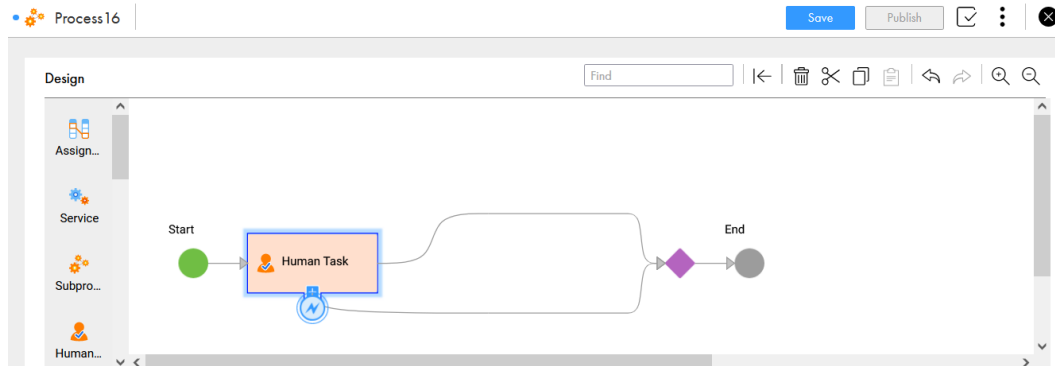 Process16
Save
Publish
Design
Find
Assign...
Service
Subpro...
Human...
Start
Human Task
End